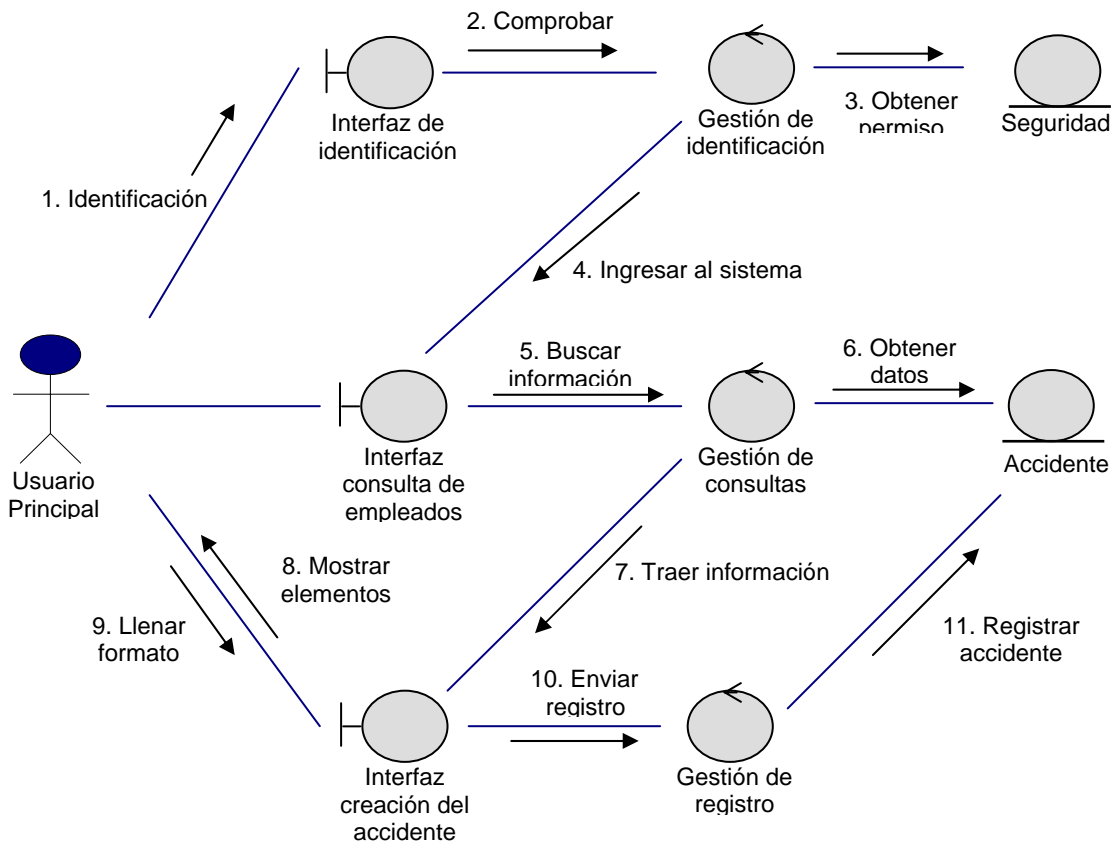 2. Comprobar
Interfaz de
identificación
Gestión de
identificación
3. Obtener
permiso
Seguridad
1. Identificación
4. Ingresar al sistema
5. Buscar
información
6. Obtener
datos
Usuario
Principal
Interfaz
consulta de
empleados
Gestión de
consultas
Accidente
8. Mostrar
elementos
7. Traer información
9. Llenar
formato
10. Enviar
registro
11. Registrar
accidente
Interfaz
creación del
accidente
Gestión de
registro